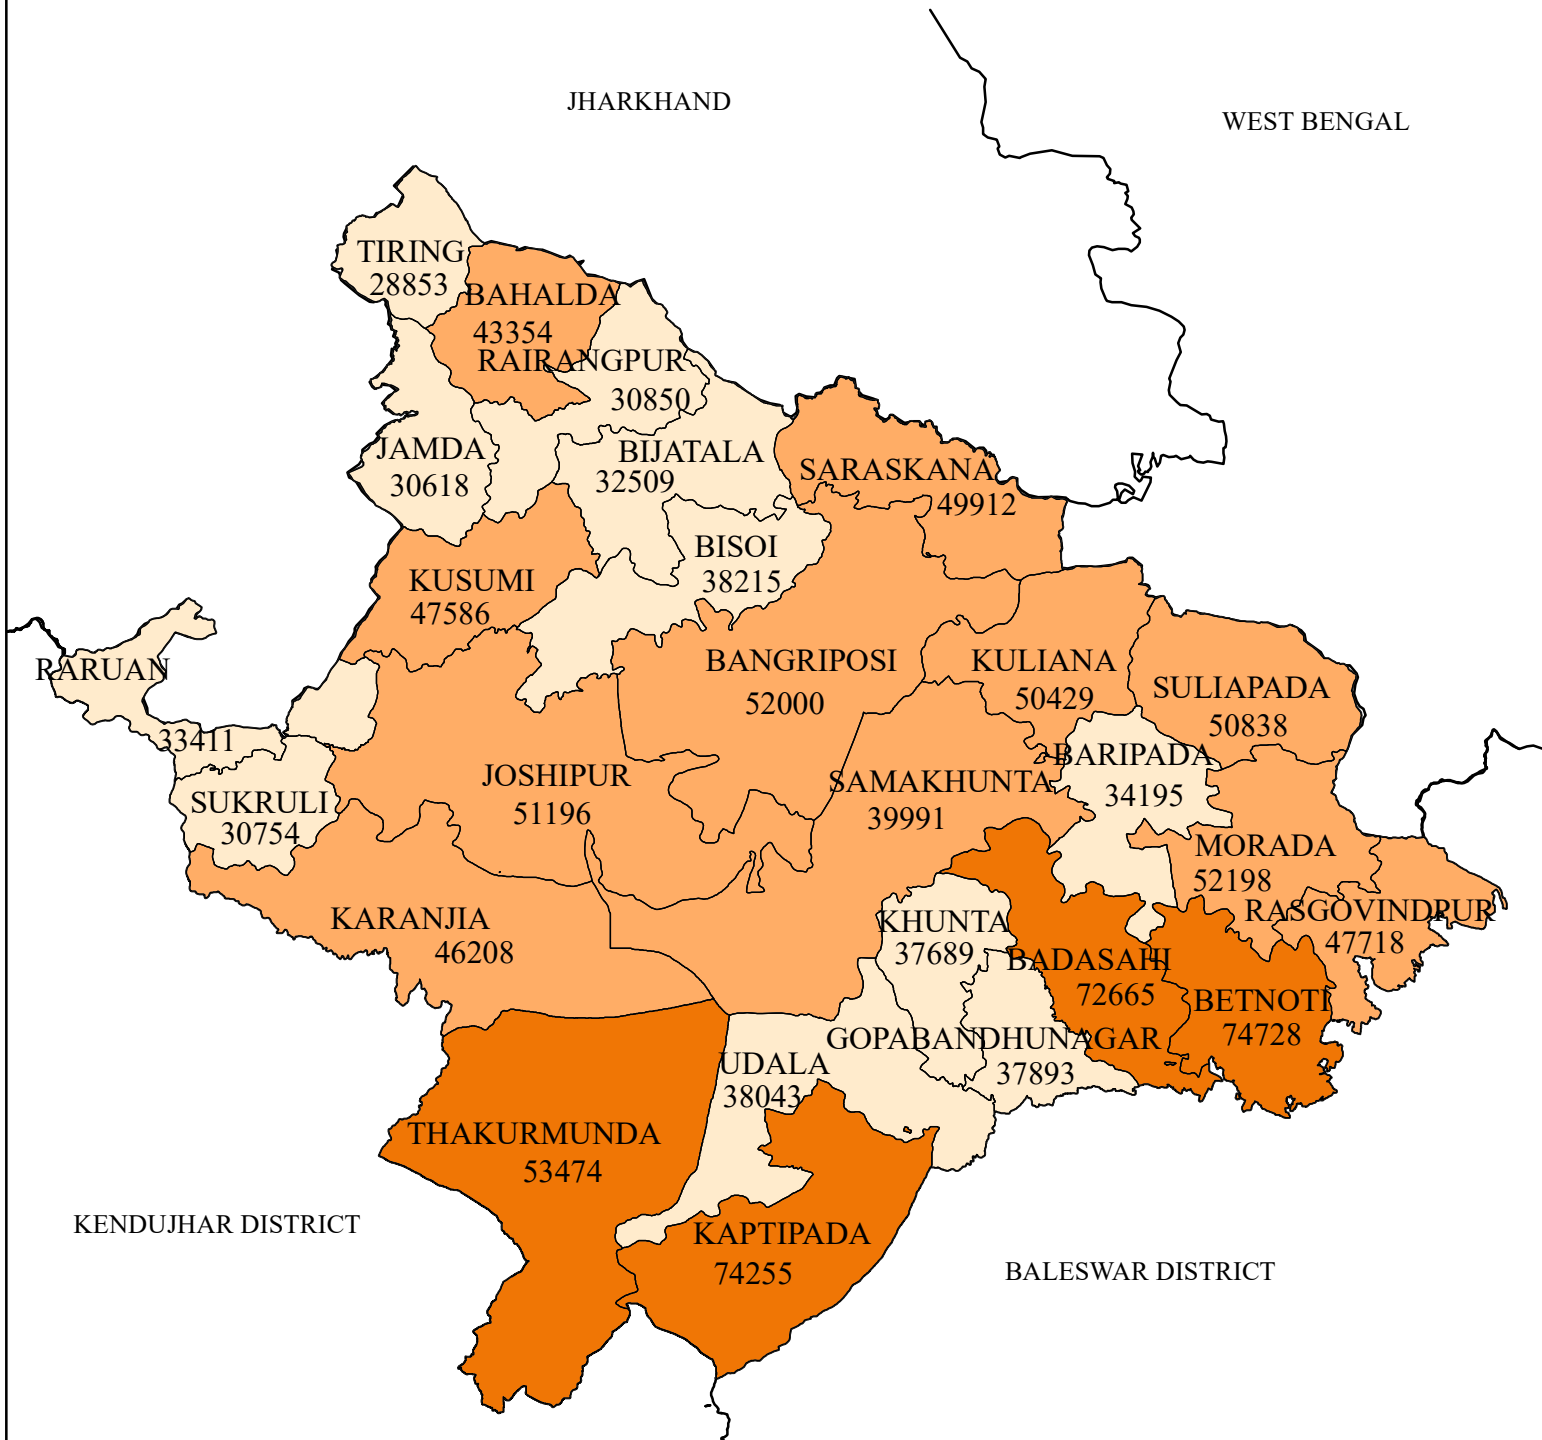 JHARKHAND
WEST BENGAL
TIRING
28853
BAHALDA
43354
RAIRANGPUR
30850
JAMDA
30618
BIJATALA
32509
SARASKANA
49912
BISOI
38215
KUSUMI
47586
RARUAN
33411
BANGRIPOSI
52000
KULIANA
50429
SULIAPADA
50838
BARIPADA
34195
JOSHIPUR
51196
SAMAKHUNTA
39991
SUKRULI
30754
MORADA
52198
RASGOVINDPUR
47718
KARANJIA
46208
KHUNTA
37689
BADASAHI
72665
BETNOTI
74728
GOPABANDHUNAGAR
37893
UDALA
38043
THAKURMUNDA
53474
KENDUJHAR DISTRICT
KAPTIPADA
74255
BALESWAR DISTRICT